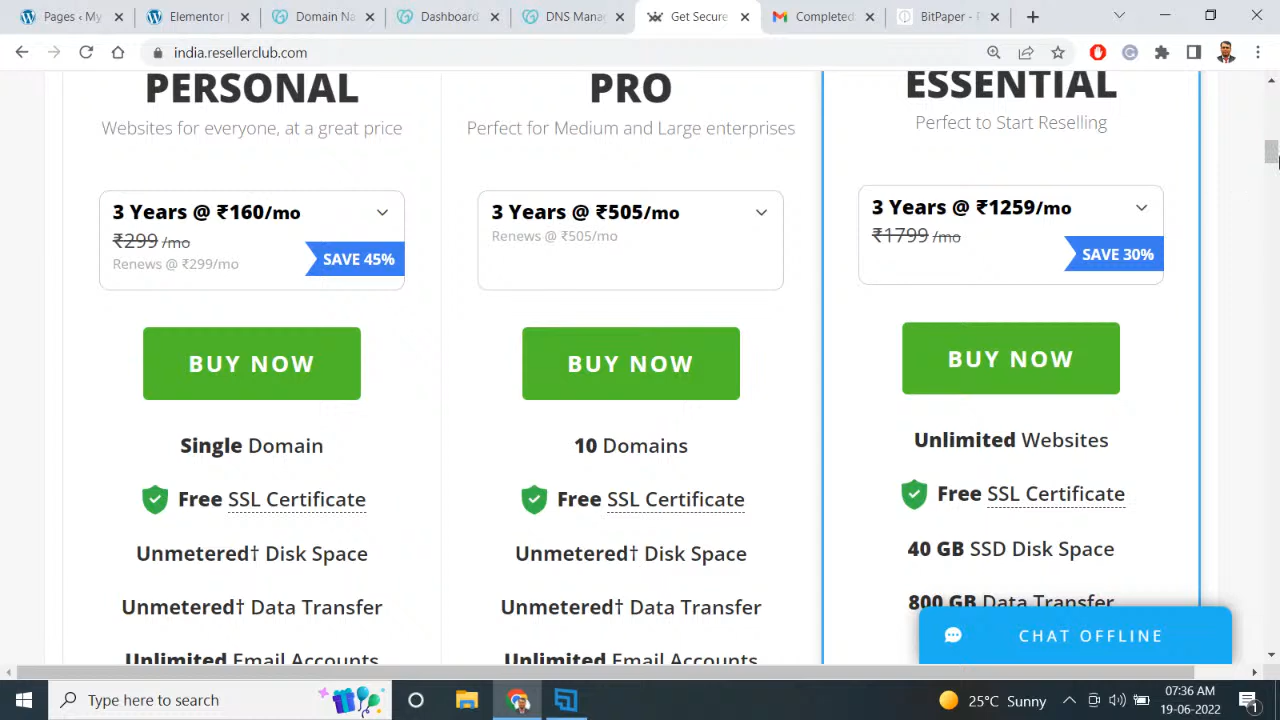 Pages ‹ My
Elementor |
Domain Na
Dashboard
DNS Manag
Get Secure
Completed
BitPaper - F
india.resellerclub.com
PERSONAL
Websites for everyone, at a great price
3 Years @ ₹160/mo
₹299 /mo
Renews @ ₹299/mo
SAVE 45%
BUY NOW
Single Domain
Free SSL Certificate
Unmetered† Disk Space
Unmetered† Data Transfer
Unlimited Email Accounts
PRO
Perfect for Medium and Large enterprises
3 Years @ ₹505/mo
Renews @ ₹505/mo
BUY NOW
10 Domains
Free SSL Certificate
Unmetered† Disk Space
Unmetered† Data Transfer
Unlimited Email Accounts
ESSENTIAL
Perfect to Start Reselling
3 Years @ ₹1259/mo
₹1799 /mo
SAVE 30%
BUY NOW
Unlimited Websites
Free SSL Certificate
40 GB SSD Disk Space
800 GB Data Transfer
CHAT OFFLINE
Type here to search
25°C Sunny
07:36 AM
19-06-2022
1